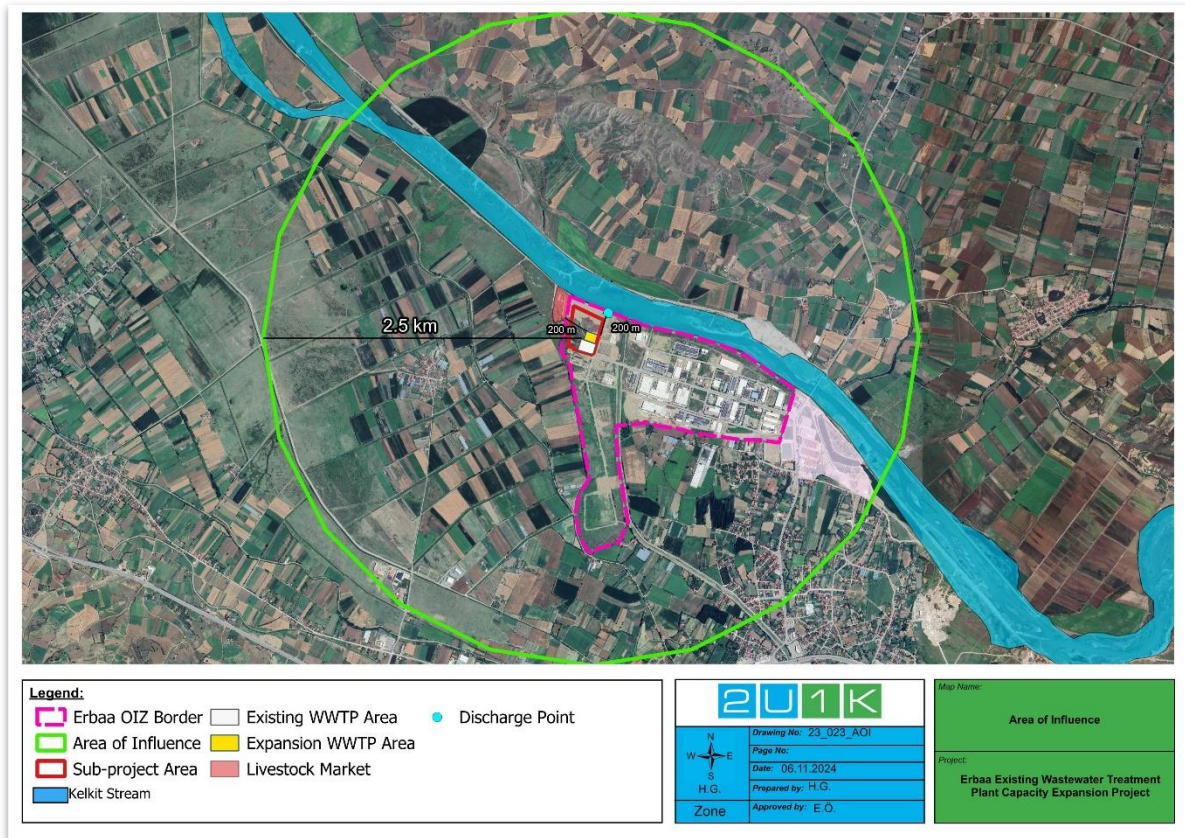 2.5 km
200 m
200 m
Legend:
Erbaa OIZ Border
Existing WWTP Area
Discharge Point
Area of Influence
Expansion WWTP Area
Sub-project Area
Livestock Market
Kelkit Stream
2U1K
N
W E
S
H.G.
Zone
Drawing No: 23_023_AOI
Page No:
Date: 06.11.2024
Prepared by: H.G.
Approved by: E.Ö.
Map Name:
Area of Influence
Project:
Erbaa Existing Wastewater Treatment
Plant Capacity Expansion Project